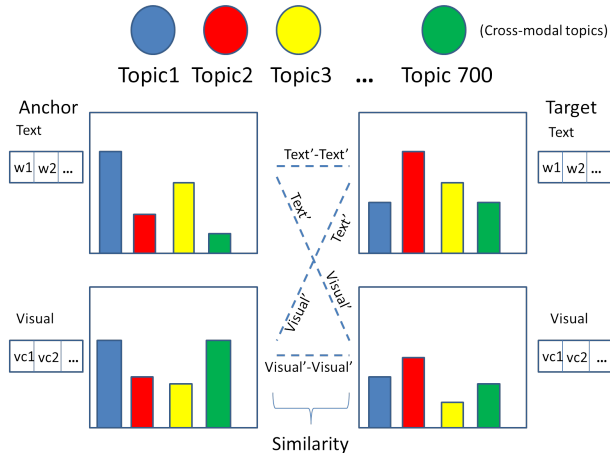 (Cross-modal topics)
Topic1 Topic2 Topic3 ... Topic 700
Anchor
Target
Text
Text
w1 w2 ...
w1 w2 ...
Text'-Text'
Text'
Text'
Visual'
Visual'
Visual
Visual
vc1 vc2 ...
vc1 vc2 ...
Visual'-Visual'
Similarity